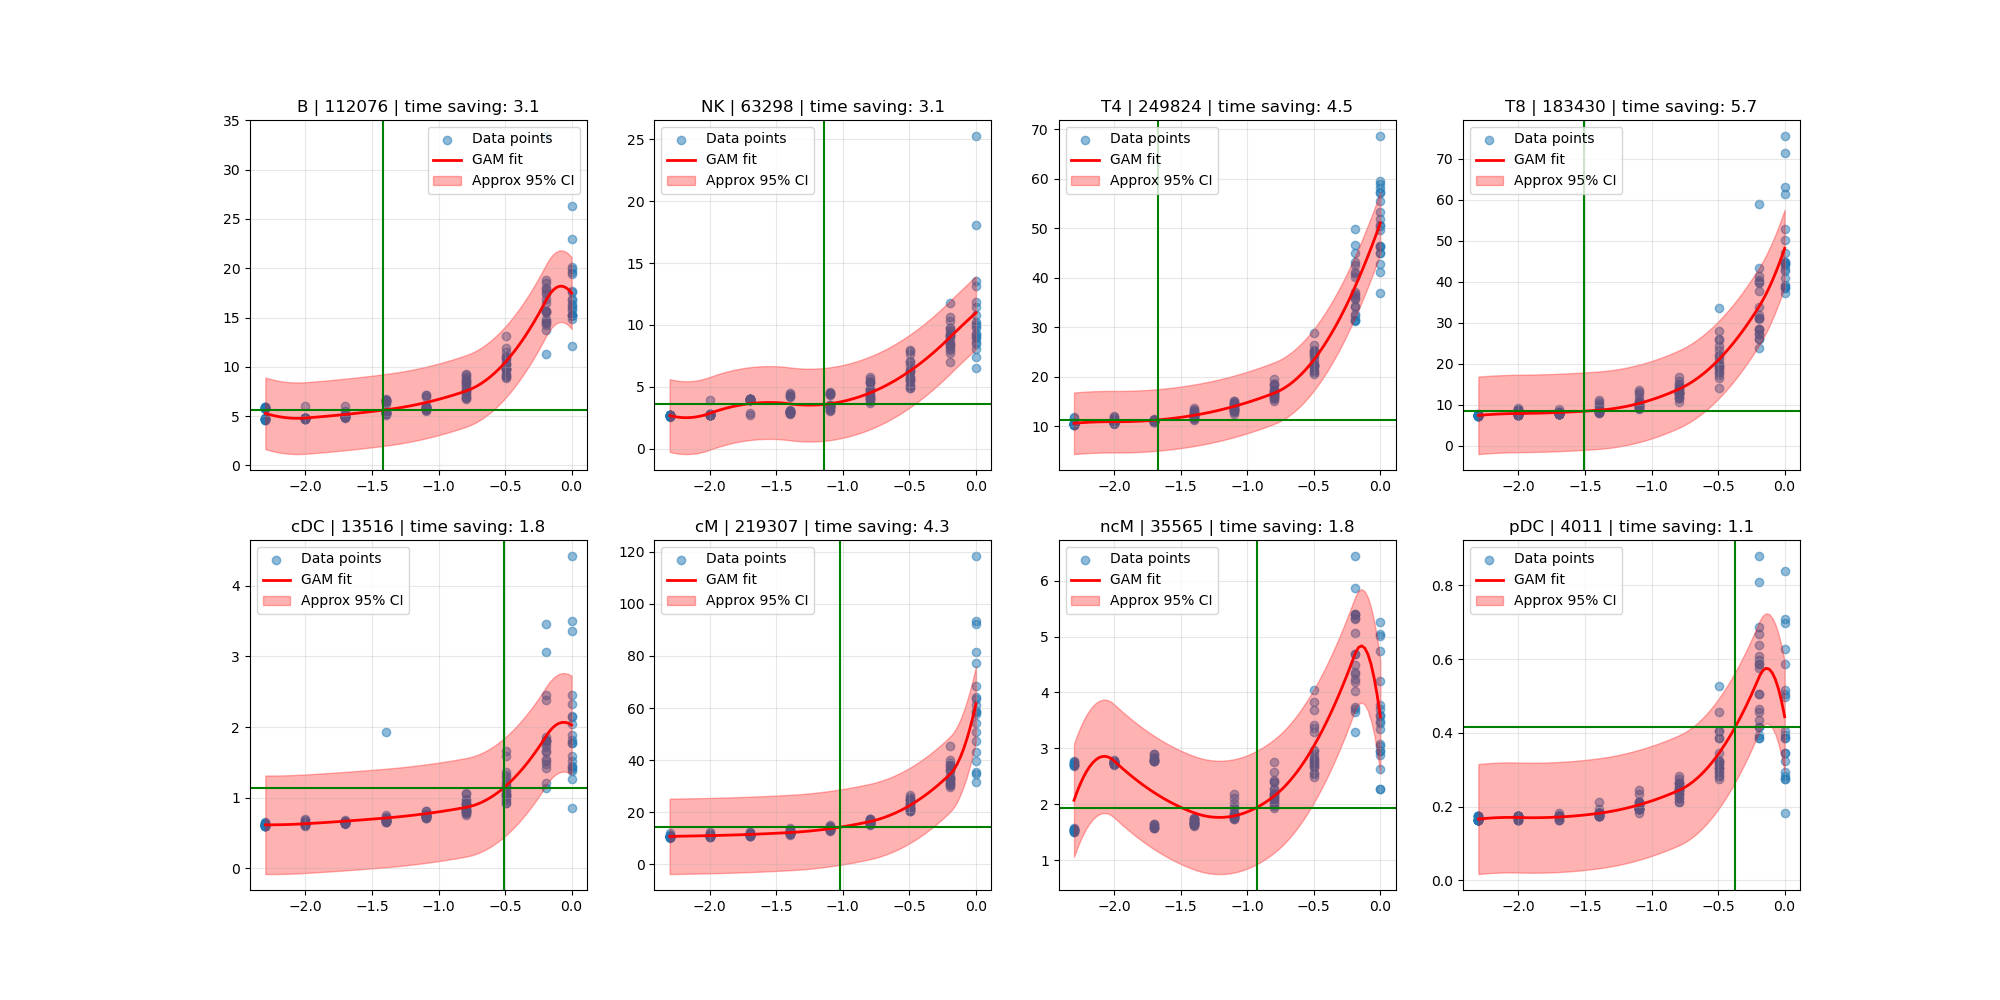 B | 112076 | time saving: 3.1
35
30
25
20
15
10
5
0
Data points
GAM fit
Approx 95% CI
−2.0 −1.5 −1.0 −0.5 0.0
NK | 63298 | time saving: 3.1
25
20
15
10
5
0
Data points
GAM fit
Approx 95% CI
−2.0 −1.5 −1.0 −0.5 0.0
T4 | 249824 | time saving: 4.5
70
60
50
40
30
20
10
Data points
GAM fit
Approx 95% CI
−2.0 −1.5 −1.0 −0.5 0.0
T8 | 183430 | time saving: 5.7
70
60
50
40
30
20
10
0
Data points
GAM fit
Approx 95% CI
−2.0 −1.5 −1.0 −0.5 0.0
cDC | 13516 | time saving: 1.8
4
3
2
1
0
Data points
GAM fit
Approx 95% CI
−2.0 −1.5 −1.0 −0.5 0.0
cM | 219307 | time saving: 4.3
120
100
80
60
40
20
0
Data points
GAM fit
Approx 95% CI
−2.0 −1.5 −1.0 −0.5 0.0
ncM | 35565 | time saving: 1.8
6
5
4
3
2
1
Data points
GAM fit
Approx 95% CI
−2.0 −1.5 −1.0 −0.5 0.0
pDC | 4011 | time saving: 1.1
0.8
0.6
0.4
0.2
0.0
Data points
GAM fit
Approx 95% CI
−2.0 −1.5 −1.0 −0.5 0.0